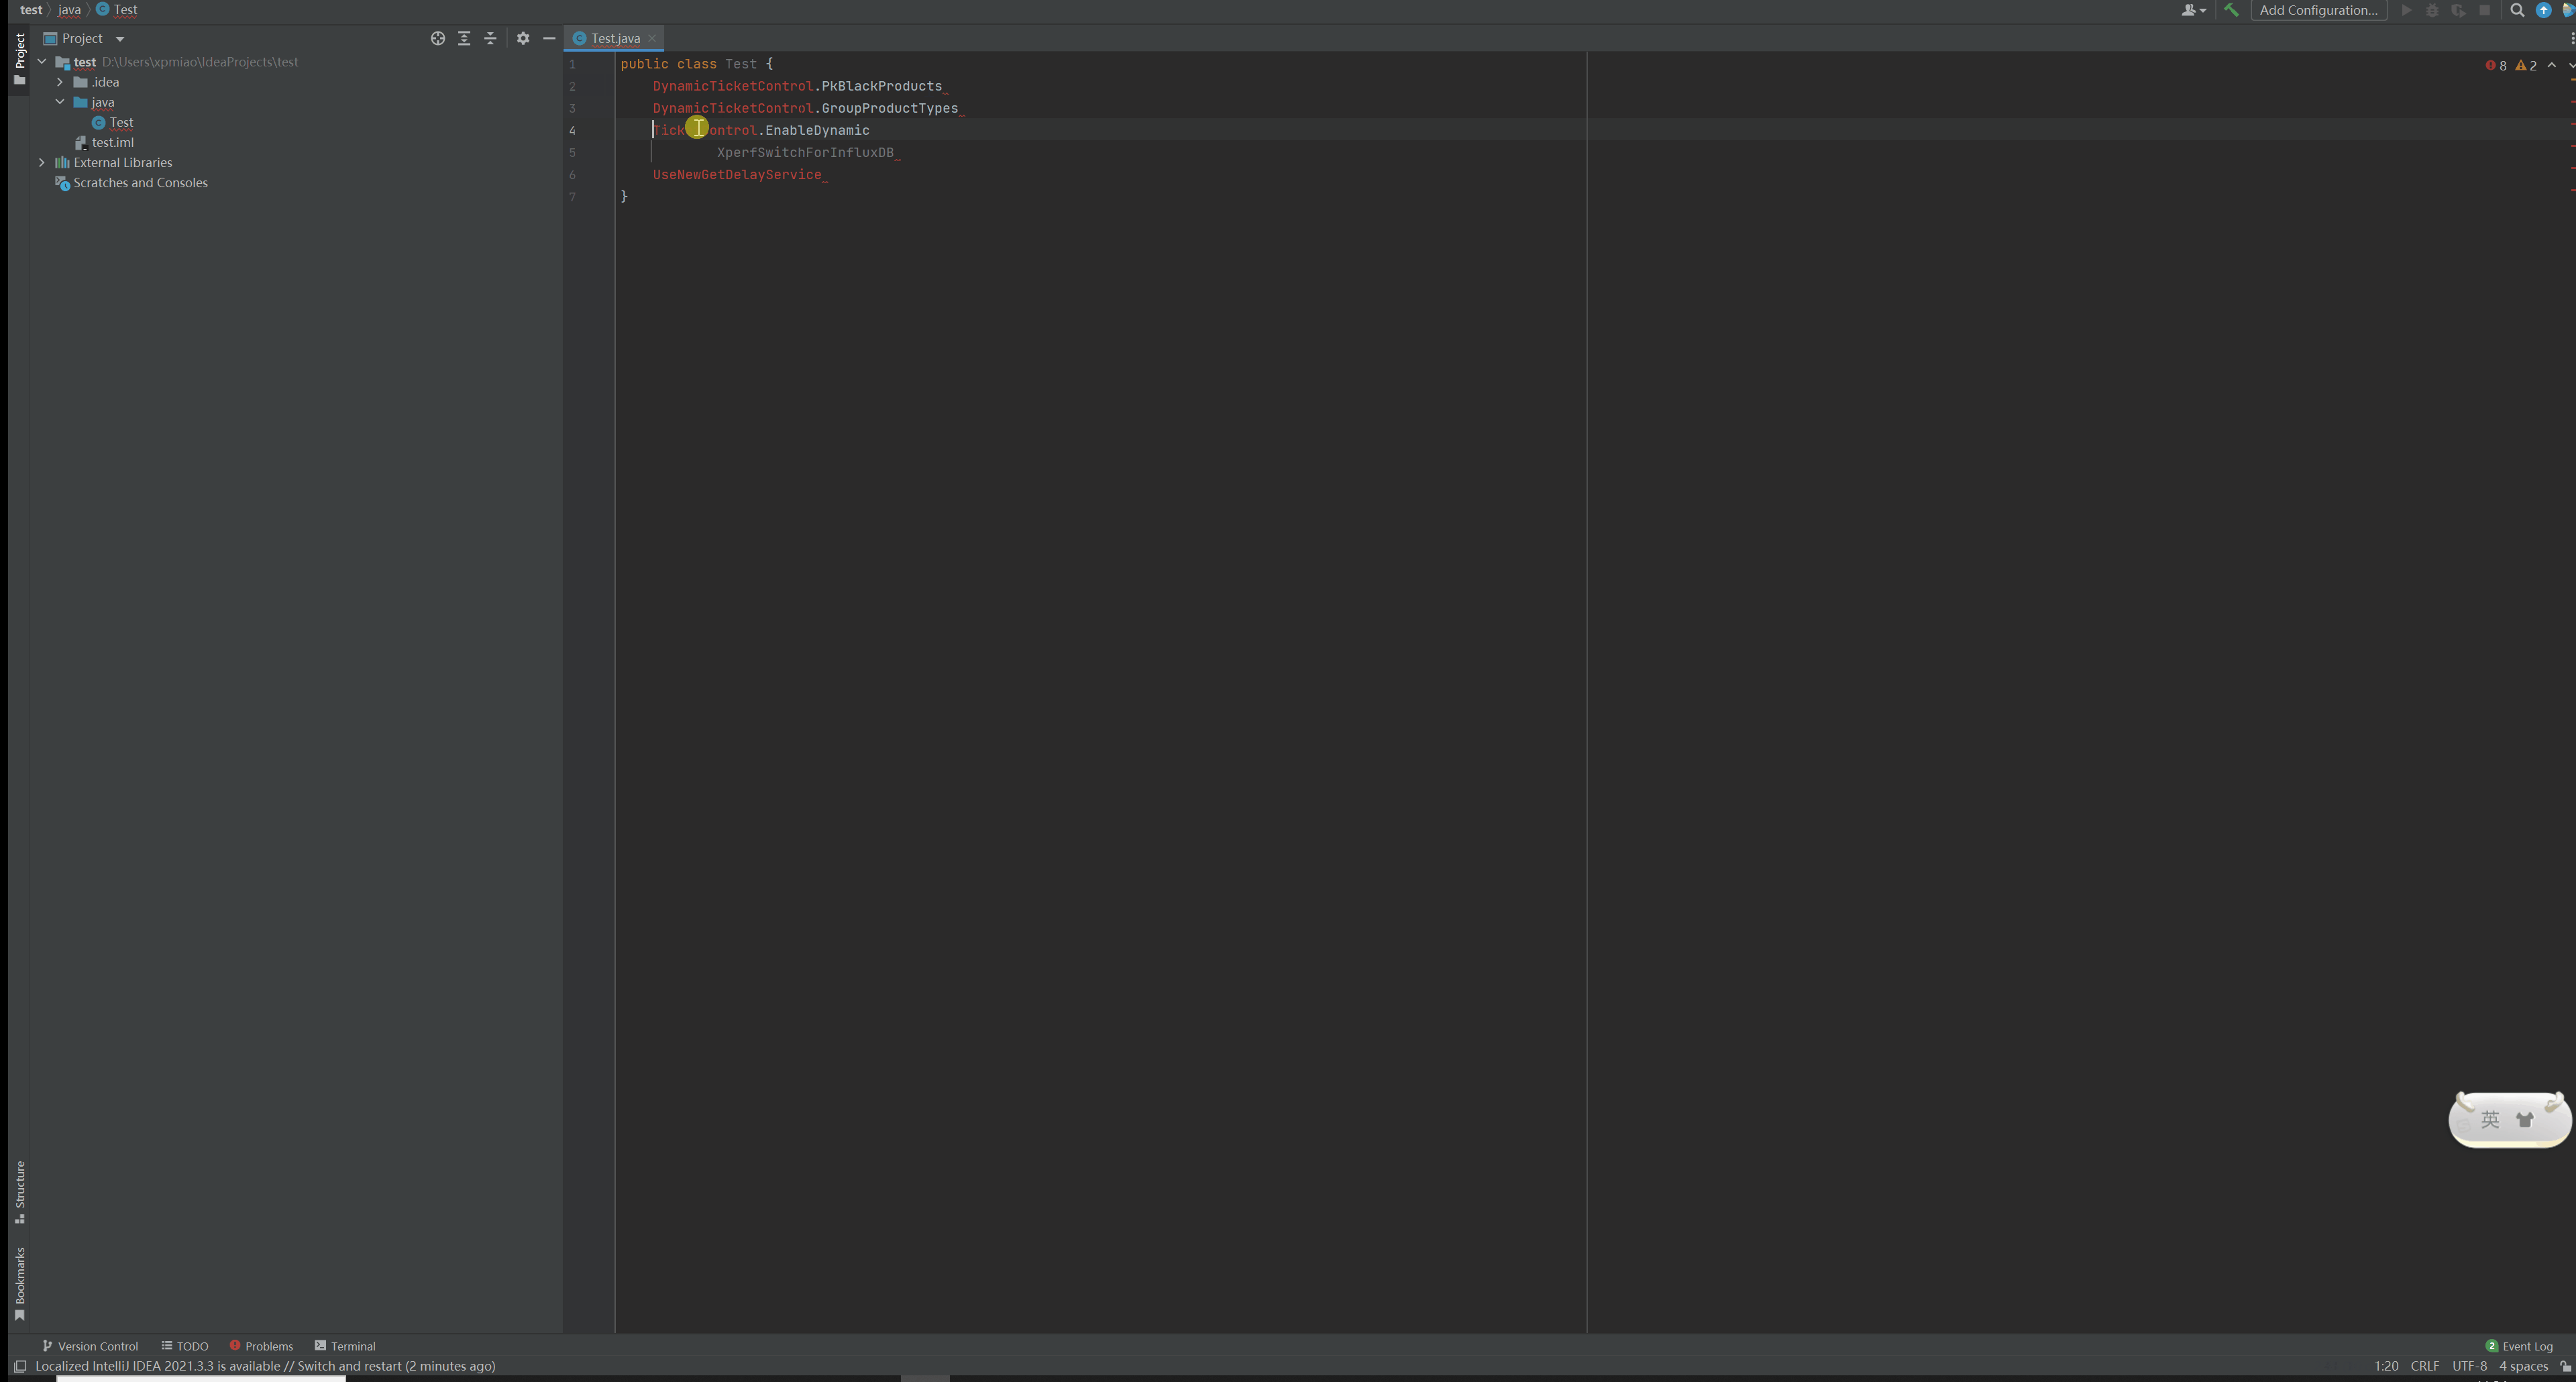 test java Test
Add Configuration...
Project
Project
Test.java
test D:\Users\xpmiao\IdeaProjects\test
.idea
java
Test
test.iml
External Libraries
Scratches and Consoles
1 public class Test {
2 DynamicTicketControl.PkBlackProducts
3 DynamicTicketControl.GroupProductTypes
4 Tick ontrol.EnableDynamic
5 XperfSwitchForInfluxDB
6 UseNewGetDelayService
7 }
8 2
英
Structure
Bookmarks
Version Control TODO Problems Terminal
2 Event Log
Localized IntelliJ IDEA 2021.3.3 is available // Switch and restart (2 minutes ago)
1:20 CRLF UTF-8 4 spaces